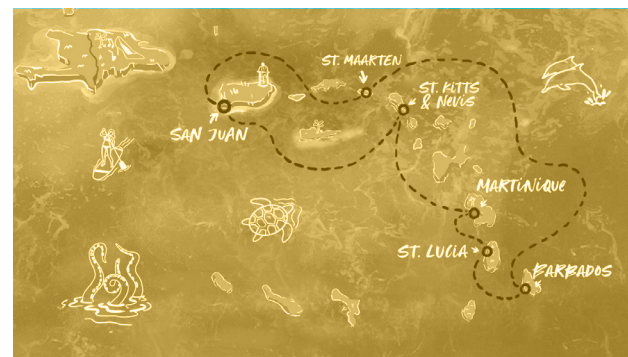 ST. MAARTEN
ST. KITTS
& NEVIS
SAN JUAN
MARTINIQUE
ST. LUCIA
BARBADOS